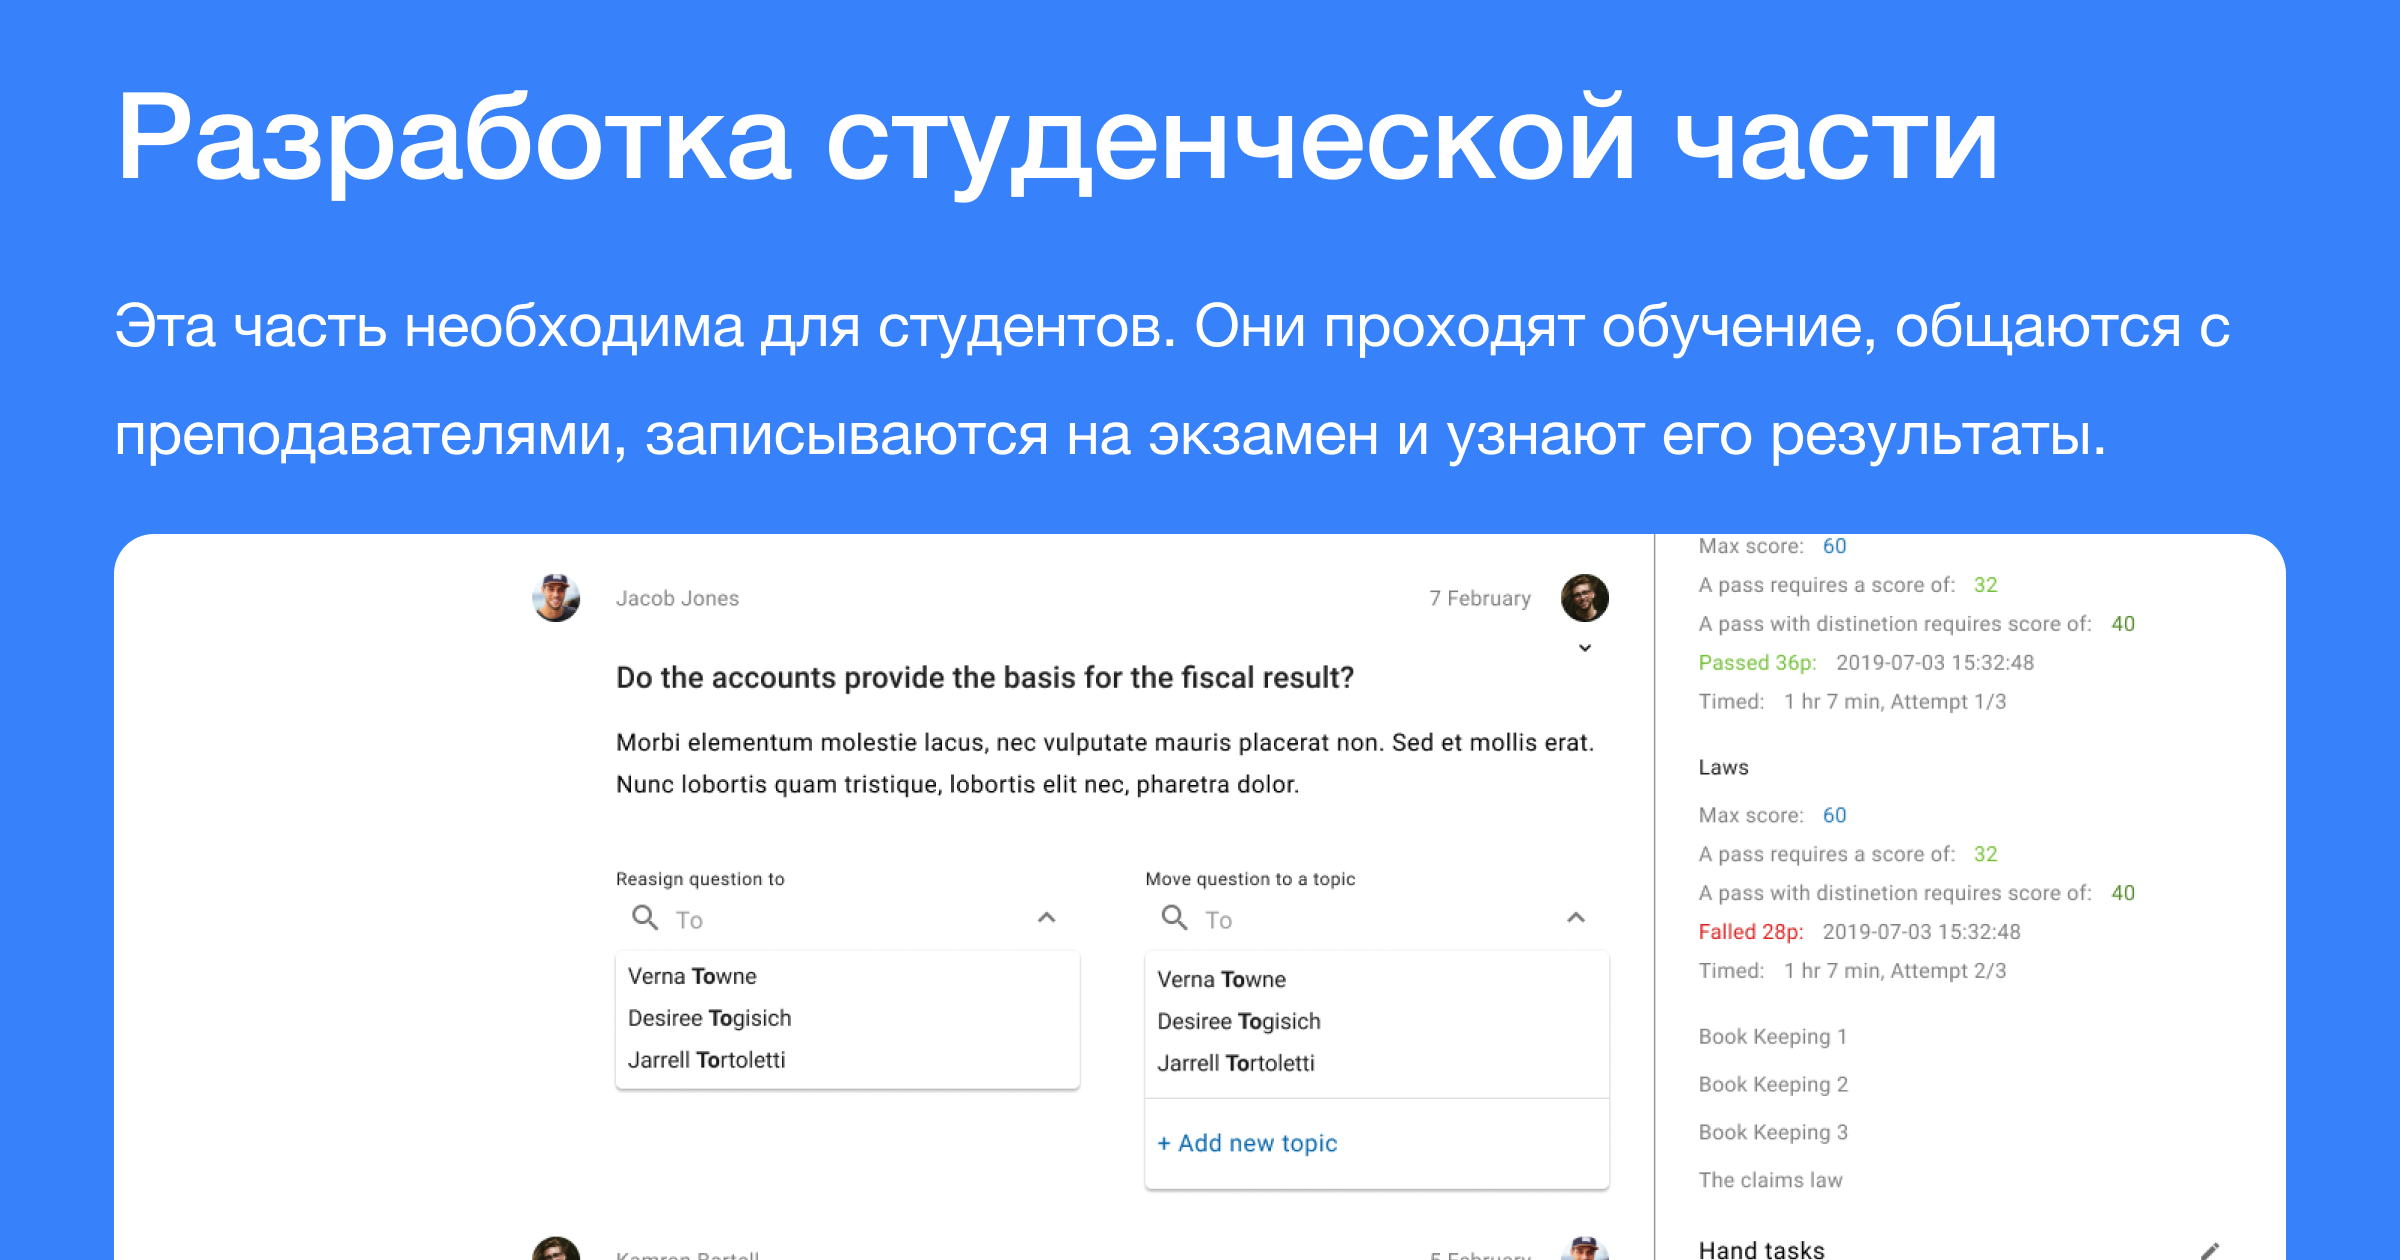 Разработка студенческой части
Эта часть необходима для студентов. Они проходят обучение, общаются с
преподавателями, записываются на экзамен и узнают его результаты.
Jacob Jones
7 February
Do the accounts provide the basis for the fiscal result?
Morbi elementum molestie lacus, nec vulputate mauris placerat non. Sed et mollis erat.
Nunc lobortis quam tristique, lobortis elit nec, pharetra dolor.
Reasign question to
To
Verna Towne
Desiree Togisich
Jarrell Tortoletti
Move question to a topic
To
Verna Towne
Desiree Togisich
Jarrell Tortoletti
+ Add new topic
Kamron Bartell
5 February
Max score: 60
A pass requires a score of: 32
A pass with distinetion requires score of: 40
Passed 36p: 2019-07-03 15:32:48
Timed: 1 hr 7 min, Attempt 1/3
Laws
Max score: 60
A pass requires a score of: 32
A pass with distinetion requires score of: 40
Falled 28p: 2019-07-03 15:32:48
Timed: 1 hr 7 min, Attempt 2/3
Book Keeping 1
Book Keeping 2
Book Keeping 3
The claims law
Hand tasks